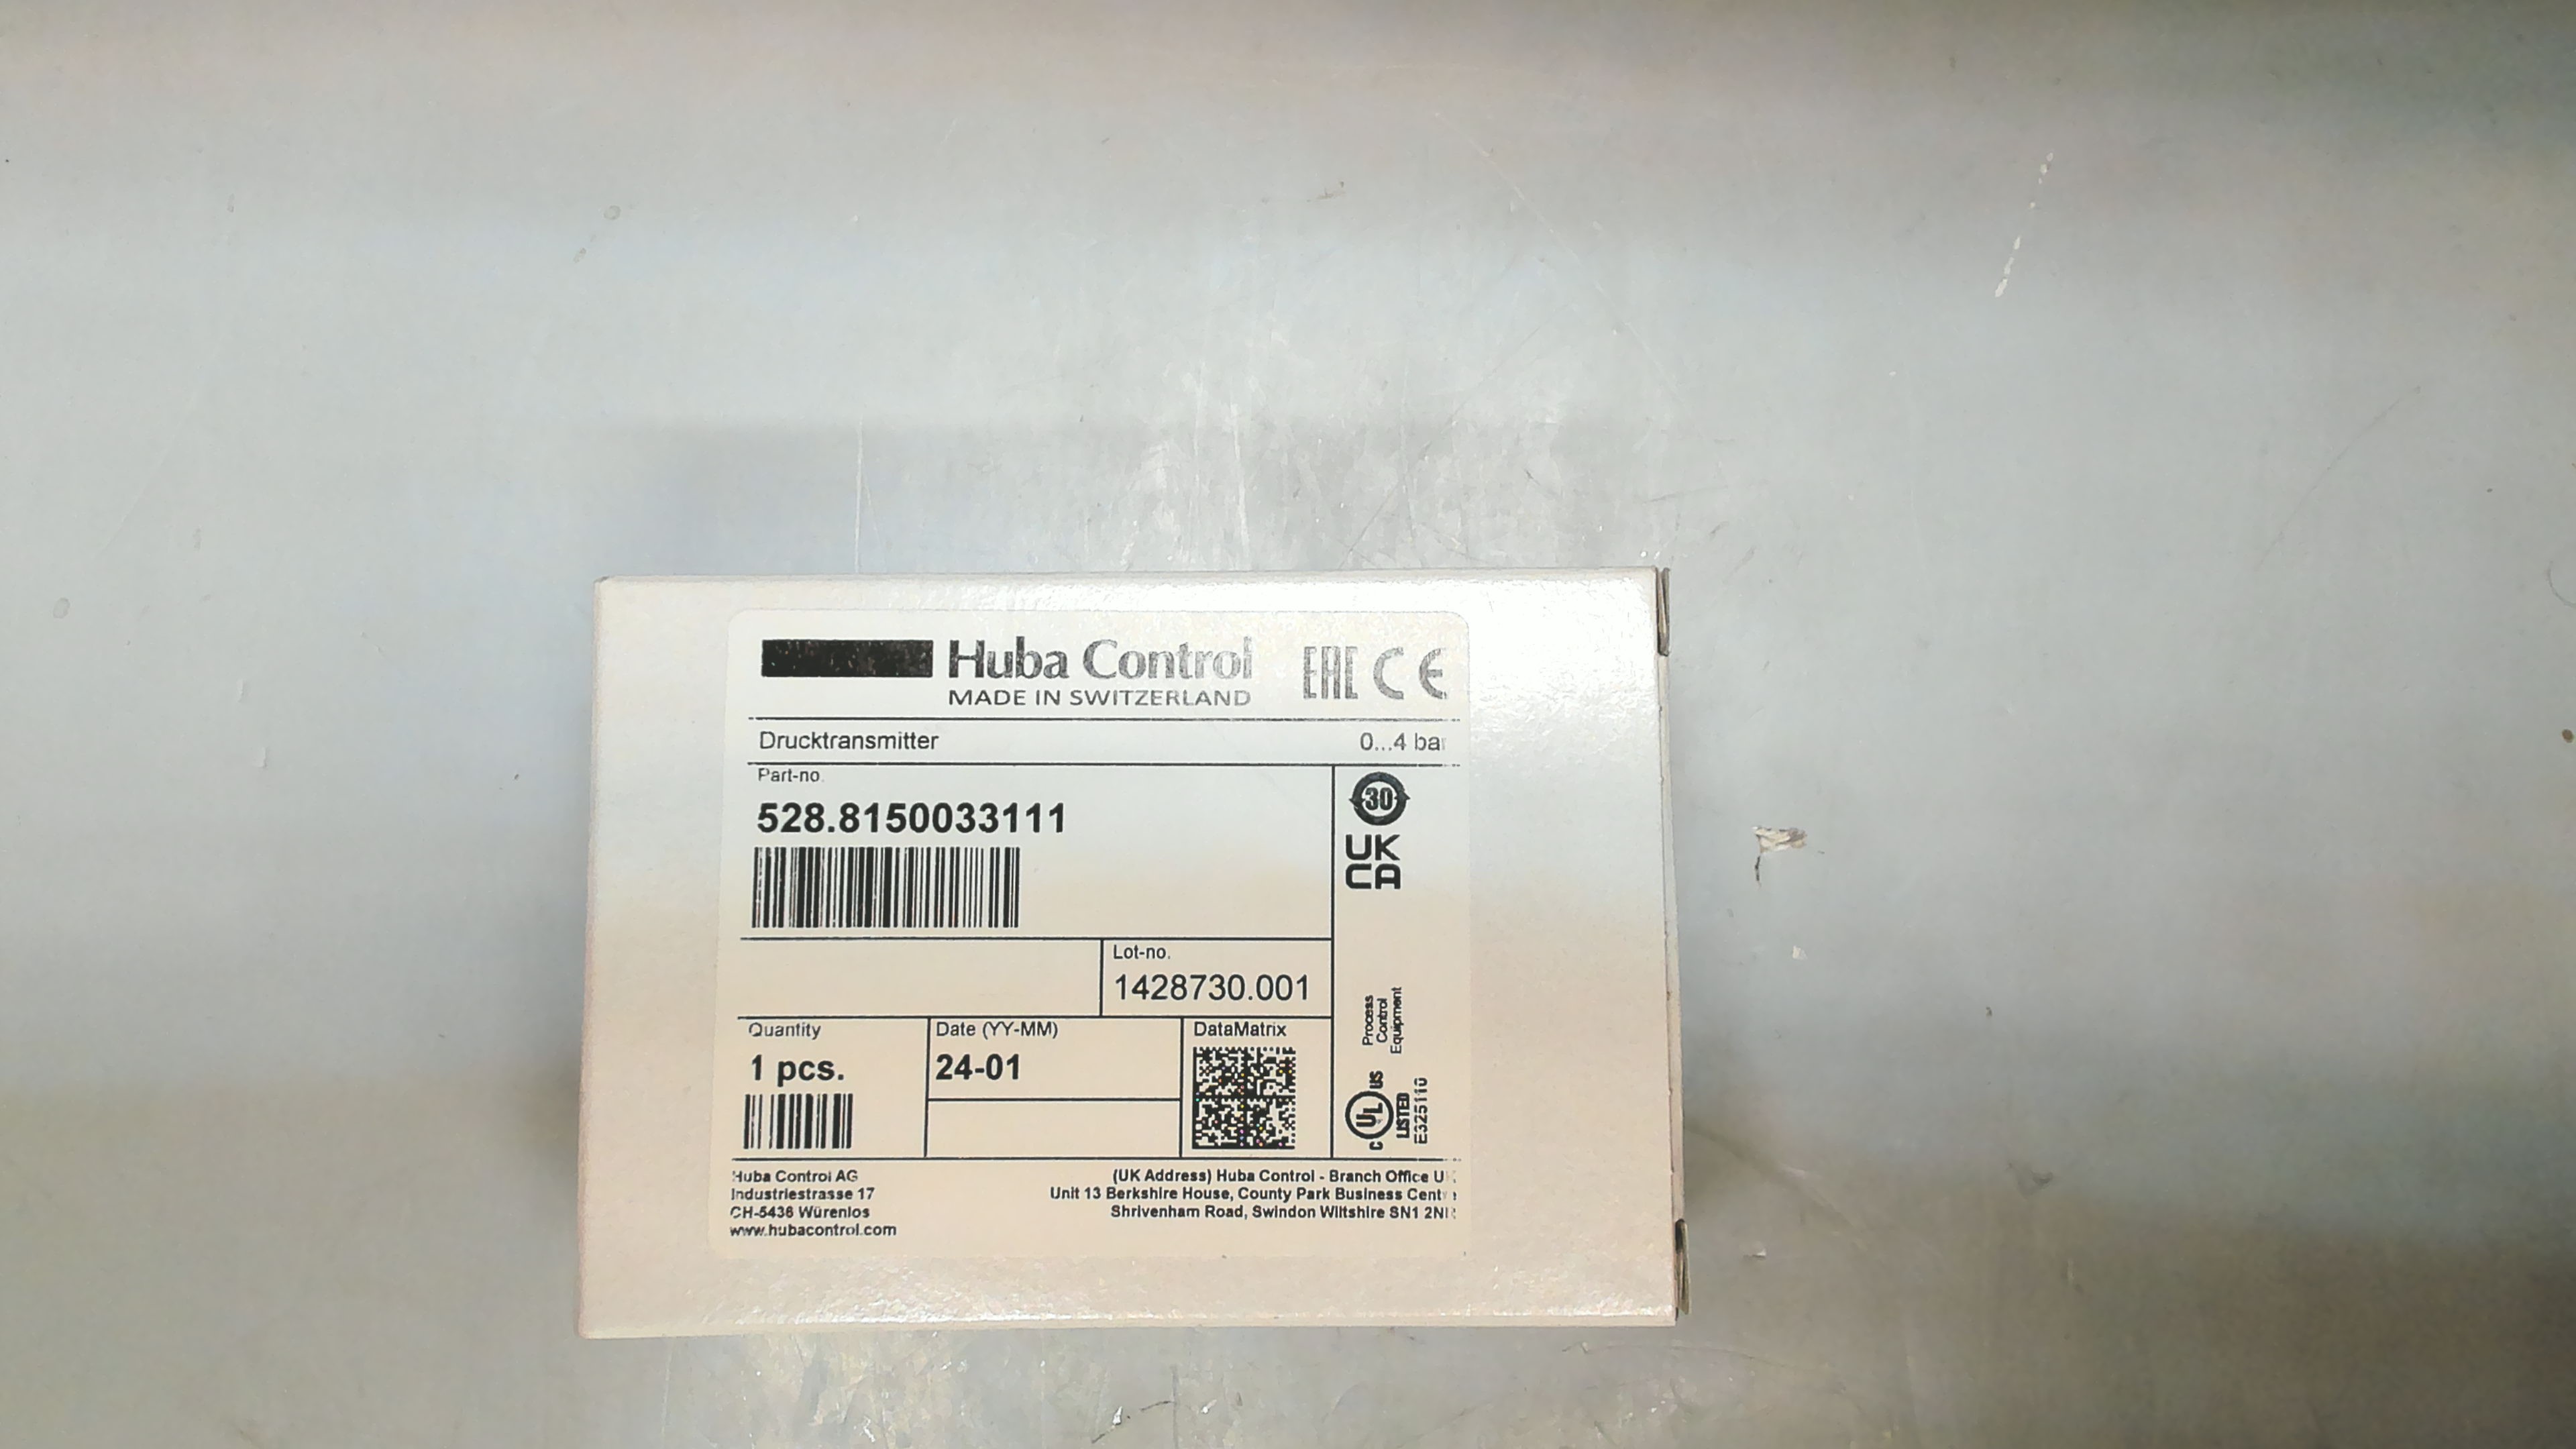 Huba Control
MADE IN SWITZERLAND
EAC CE
Drucktransmitter 0...4 bar
Part-no.
528.8150033111
30
UK
CA
Lot-no.
1428730.001
Process
Control
Equipment
Quantity
1 pcs.
Date (YY-MM)
24-01
DataMatrix
C UL US
LISTED
E325110
Huba Control AG
Industriestrasse 17
CH-5436 Würenlos
www.hubacontrol.com
(UK Address) Huba Control - Branch Office UK
Unit 13 Berkshire House, County Park Business Centre
Shrivenham Road, Swindon Wiltshire SN1 2NR